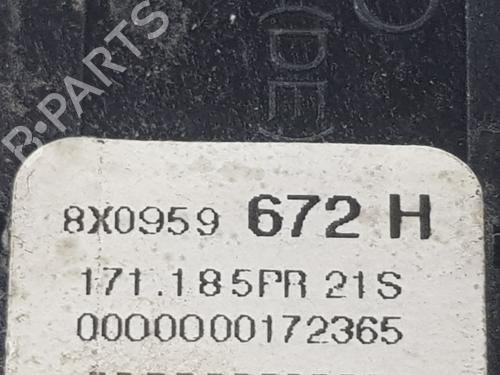 B-PARTS
8X0959 672 H
171.185PR 21S
0000000172365